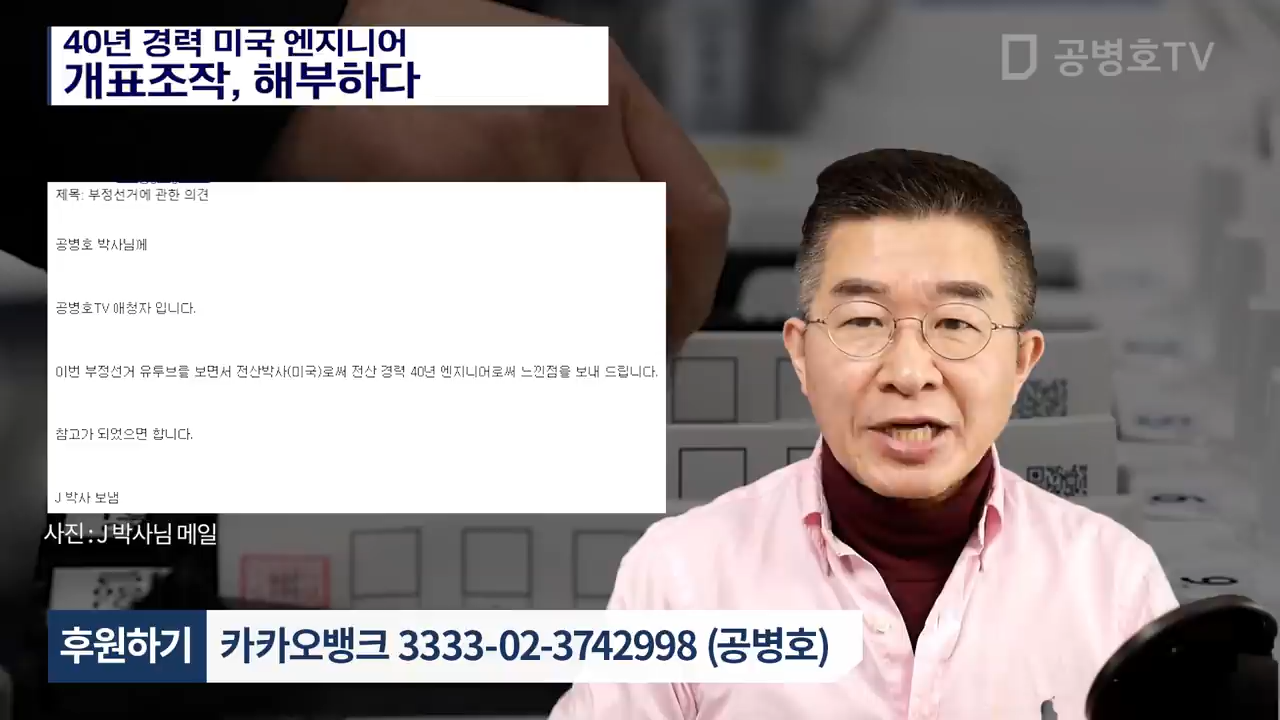 40년 경력 미국 엔지니어
개표조작, 해부하다
공병호TV
제목: 부정선거에 관한 의견
공병호 박사님께
공병호TV 애청자 입니다.
이번 부정선거 유투브를 보면서 전산박사(미국)로써 전산 경력 40년 엔지니어로써 느낀점을 보내 드립니다.
참고가 되었으면 합니다.
J 박사 보냄
사진 : J 박사님 메일
후원하기 카카오뱅크 3333-02-3742998 (공병호)